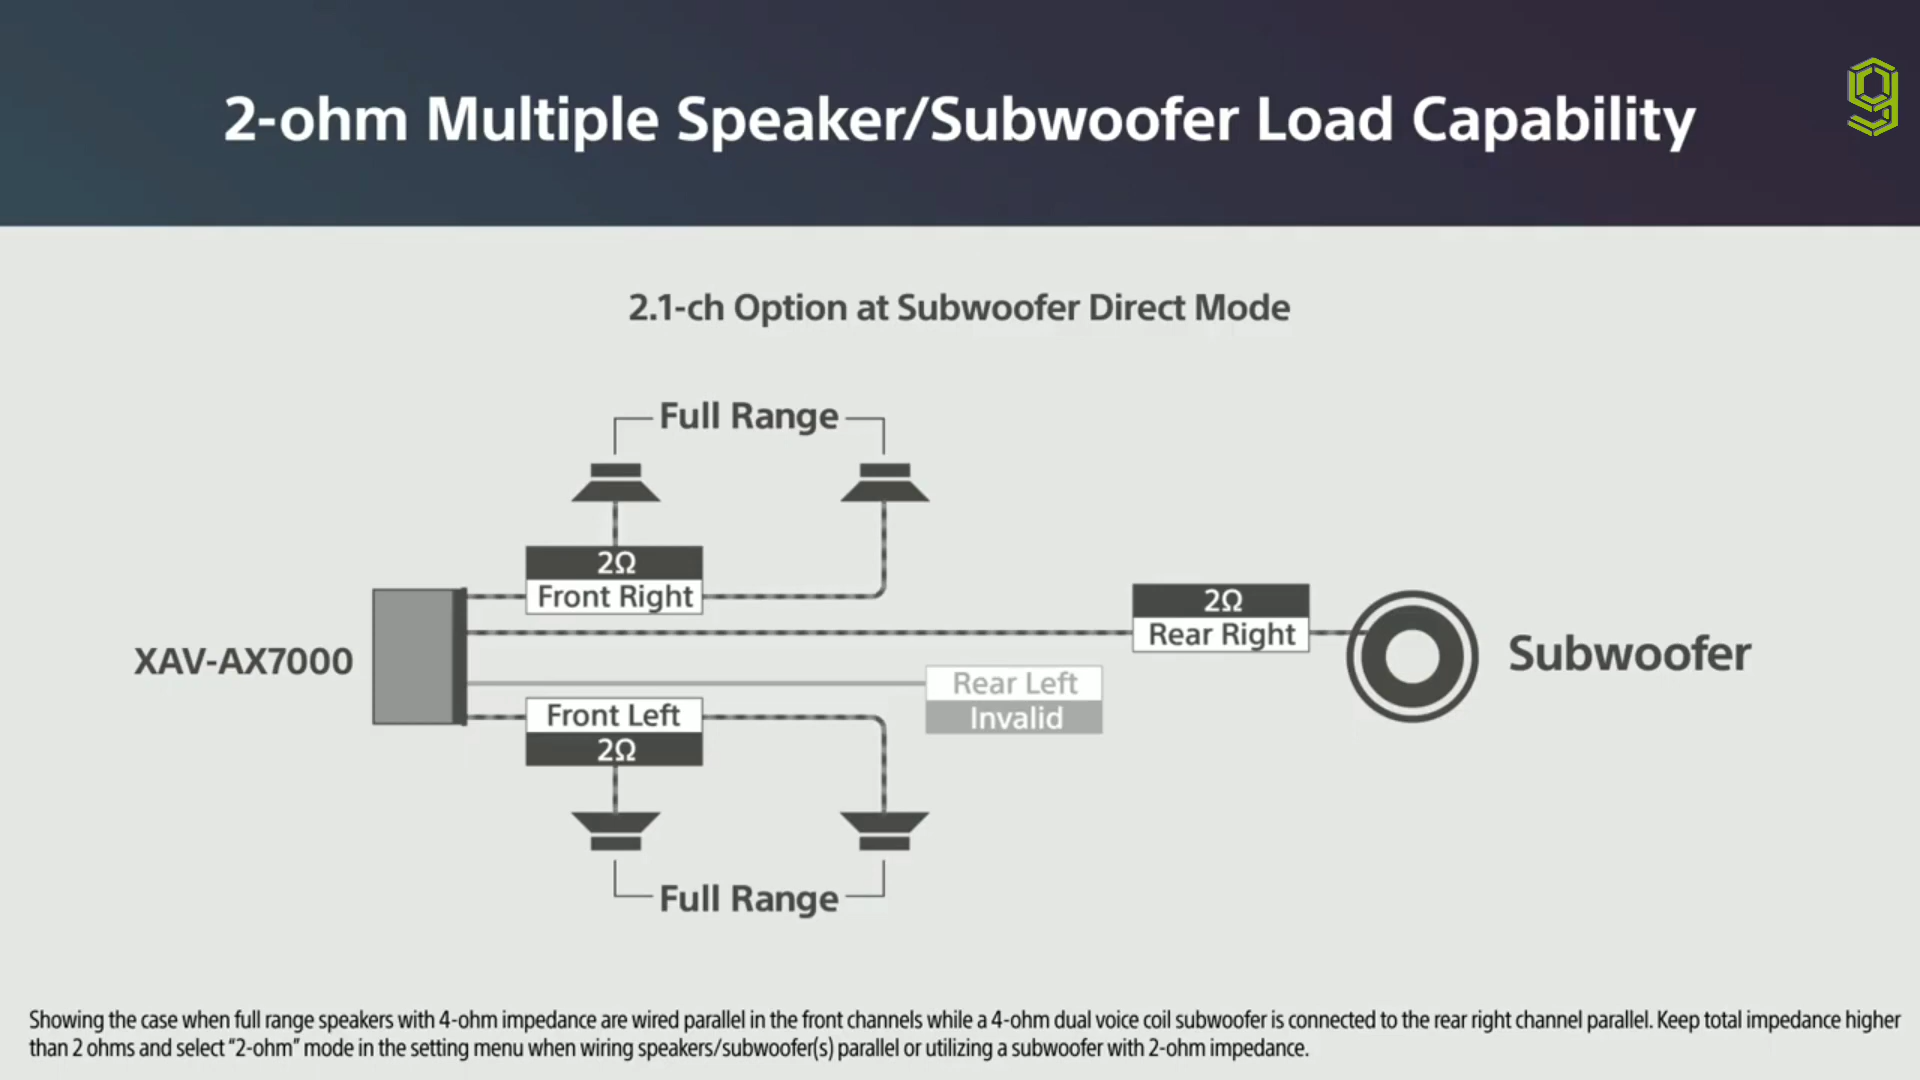 2-ohm Multiple Speaker/Subwoofer Load Capability
2.1-ch Option at Subwoofer Direct Mode
Full Range
2Ω
Front Right
2Ω
Rear Right
XAV-AX7000
Subwoofer
Rear Left
Invalid
Front Left
2Ω
Full Range
Showing the case when full range speakers with 4-ohm impedance are wired parallel in the front channels while a 4-ohm dual voice coil subwoofer is connected to the rear right channel parallel. Keep total impedance higher
than 2 ohms and select “2-ohm” mode in the setting menu when wiring speakers/subwoofer(s) parallel or utilizing a subwoofer with 2-ohm impedance.